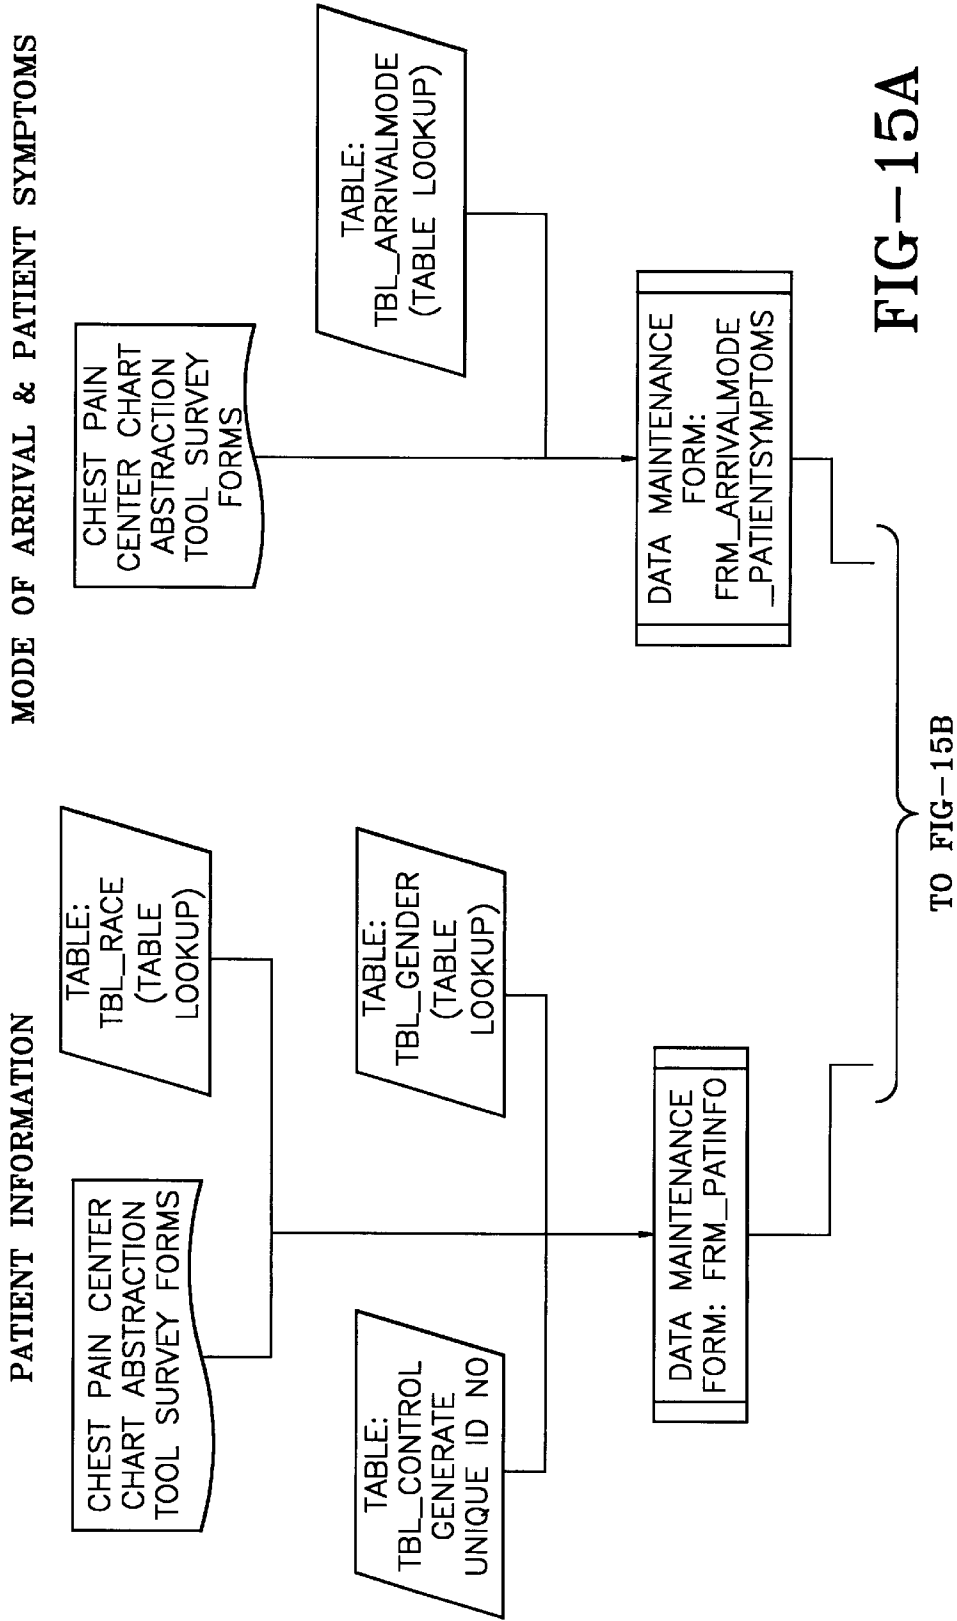 PATIENT INFORMATION
CHEST PAIN CENTER
CHART ABSTRACTION
TOOL SURVEY FORMS
TABLE:
TBL_RACE
(TABLE
LOOKUP)
TABLE:
TBL_CONTROL
GENERATE
UNIQUE ID NO
TABLE:
TBL_GENDER
(TABLE
LOOKUP)
DATA MAINTENANCE
FORM: FRM_PATINFO
MODE OF ARRIVAL & PATIENT SYMPTOMS
CHEST PAIN
CENTER CHART
ABSTRACTION
TOOL SURVEY
FORMS
TABLE:
TBL_ARRIVALMODE
(TABLE LOOKUP)
DATA MAINTENANCE
FORM:
FRM_ARRIVALMODE
_PATIENTSYMPTOMS
TO FIG-15B
FIG-15A